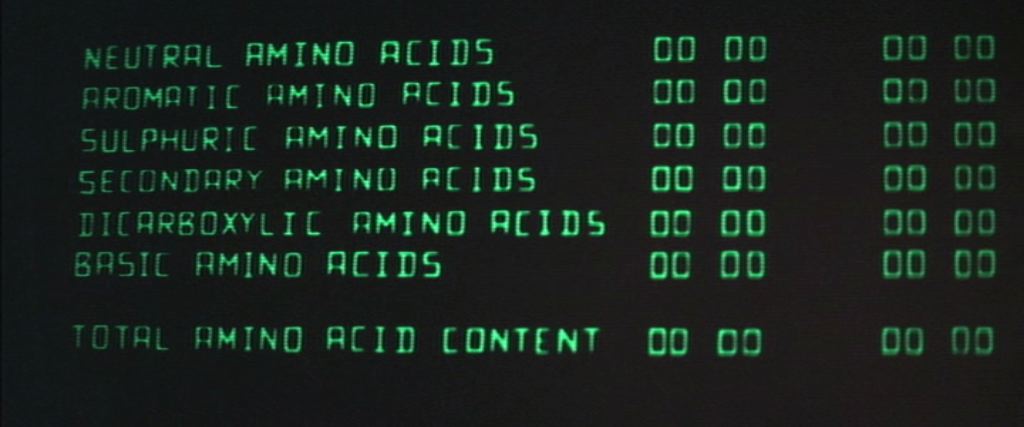 NEUTRAL AMINO ACIDS 00 00 00 00
AROMATIC AMINO ACIDS 00 00 00 00
SULPHURIC AMINO ACIDS 00 00 00 00
SECONDARY AMINO ACIDS 00 00 00 00
DICARBOXYLIC AMINO ACIDS 00 00 00 00
BASIC AMINO ACIDS 00 00 00 00
TOTAL AMINO ACID CONTENT 00 00 00 00